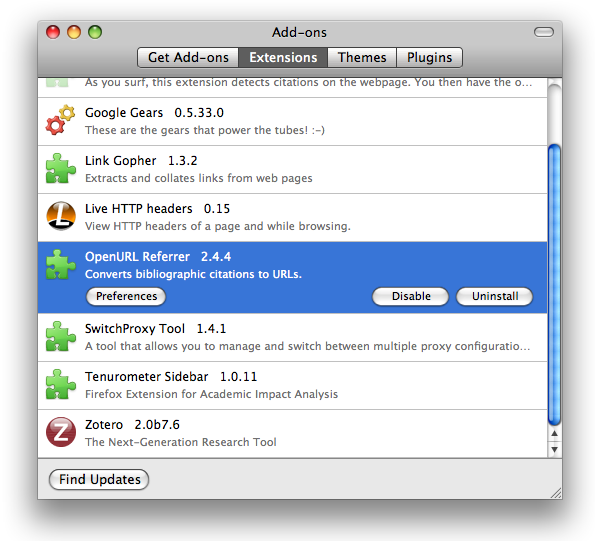 Add-ons
Get Add-ons Extensions Themes Plugins
As you surf, this extension detects citations on the webpage. You then have the o...
Google Gears 0.5.33.0
These are the gears that power the tubes! :-)
Link Gopher 1.3.2
Extracts and collates links from web pages
Live HTTP headers 0.15
View HTTP headers of a page and while browsing.
OpenURL Referrer 2.4.4
Converts bibliographic citations to URLs.
Preferences Disable Uninstall
SwitchProxy Tool 1.4.1
A tool that allows you to manage and switch between multiple proxy configuratio...
Tenurometer Sidebar 1.0.11
Firefox Extension for Academic Impact Analysis
Z
Zotero 2.0b7.6
The Next-Generation Research Tool
Find Updates